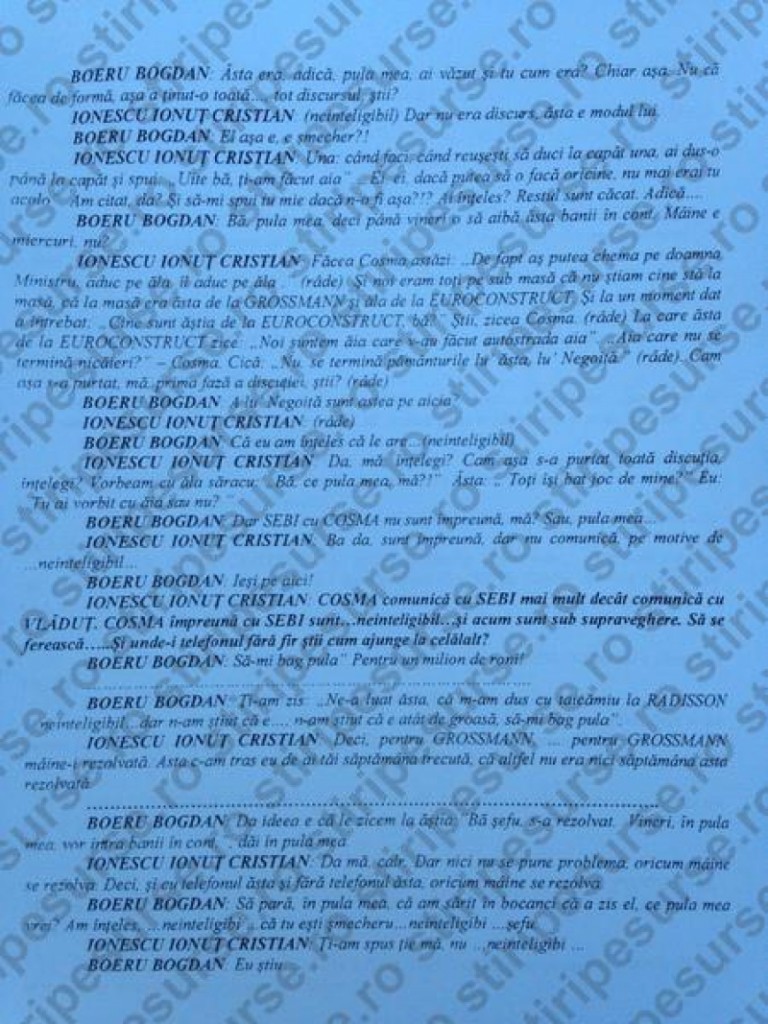 BOERU BOGDAN: Ăsta era, adică, pula mea, ai văzut și tu cum era? Chiar așa. Nu că
făcea de formă, așa a ținut-o toată..., tot discursul, știi?
IONESCU IONUȚ CRISTIAN: (neinteligibil) Dar nu era discurs, ăsta e modul lui.
BOERU BOGDAN: El așa e, e șmecher?!
IONESCU IONUȚ CRISTIAN: Una: când faci, când reușești să duci la capăt una, ai dus-o
până la capăt și spui „ Uite bă, ți-am făcut aia” „ Ei ei, dacă putea să o facă oricine, nu mai erai tu
acolo. ” Am citat, da? Și să-mi spui tu mie dacă n-o fi așa?!? Ai înțeles? Restul sunt căcat. Adică....
BOERU BOGDAN: Bă, pula mea, deci până vineri o să aibă ăsta banii în cont. Mâine e
miercuri, nu?
IONESCU IONUȚ CRISTIAN: Făcea Cosma astăzi: „De fapt aș putea chema pe doamna
Ministru, aduc pe ăla, îl aduc pe ăla .” (râde) Și noi eram toți pe sub masă că nu știam cine stă la
masă, că la masă era ăsta de la GROSSMANN și ăla de la EUROCONSTRUCT. Și la un moment dat
a întrebat: „Cine sunt ăștia de la EUROCONSTRUCT, bă?” Știi, zicea Cosma. (râde) La care ăsta
de la EUROCONSTRUCT zice: „Noi suntem ăia care v-au făcut autostrada aia”. „Aia care nu se
termină nicăieri?” – Cosma. Cică: „Nu, se termină pământurile lu' ăsta, lu' Negoiță.” (râde). Cam
așa s-a purtat, mă, prima fază a discuției, știi? (râde)
BOERU BOGDAN: A lu' Negoiță sunt astea pe aicia?
IONESCU IONUȚ CRISTIAN: (râde)
BOERU BOGDAN: Că eu am înțeles că le are...(neinteligibil)
IONESCU IONUȚ CRISTIAN: Da, mă, înțelegi? Cam așa s-a purtat toată discuția,
înțelegi? Vorbeam cu ăla săracu: „Bă, ce pula mea, mă?!” Ăsta: „ Toți își bat joc de mine?” Eu:
“Tu ai vorbit cu ăia sau nu? ”
BOERU BOGDAN: Dar SEBI cu COSMA nu sunt împreună, mă? Sau, pula mea...
IONESCU IONUȚ CRISTIAN: Ba da, sunt împreună, dar nu comunică, pe motive de
...neinteligibil...
BOERU BOGDAN: Ieși pe aici!
IONESCU IONUȚ CRISTIAN: COSMA comunică cu SEBI mai mult decât comunică cu
VLĂDUȚ. COSMA împreună cu SEBI sunt...neinteligibil...și acum sunt sub supraveghere. Să se
ferească.....Și unde-i telefonul fără fir știi cum ajunge la celălalt?
BOERU BOGDAN: Să-mi bag pula” Pentru un milion de roni!
BOERU BOGDAN: Ți-am zis: „Ne-a luat ăsta, că m-am dus cu taicămiu la RADISSON
...neinteligibil...dar n-am știut că e...., n-am știut că e atât de groasă, să-mi bag pula”.
IONESCU IONUȚ CRISTIAN: Deci, pentru GROSSMANN, .... pentru GROSSMANN
mâine-i rezolvată. Asta c-am tras eu de ai tăi săptămâna trecută, că altfel nu era nici săptămâna asta
rezolvată.
BOERU BOGDAN: Da ideea e că le zicem la ăștia: “Bă șefu, s-a rezolvat. Vineri, în pula
mea, vor intra banii în cont.”, dăi în pula mea.
IONESCU IONUȚ CRISTIAN: Da mă, calr. Dar nici nu se pune problema, oricum mâine
se rezolva. Deci, și cu telefonul ăsta și fără telefonul ăsta, oricum mâine se rezolva.
BOERU BOGDAN: Să pară, în pula mea, că am sărit în bocanci că a zis el, ce pula mea
vrei? Am înțeles, ...neinteligibi ...că tu ești șmecheru...neinteligibi ...șefu.
IONESCU IONUȚ CRISTIAN: Ți-am spus ție mă, nu ...neinteligibi ...
BOERU BOGDAN: Eu știu...
stiripesurse.ro